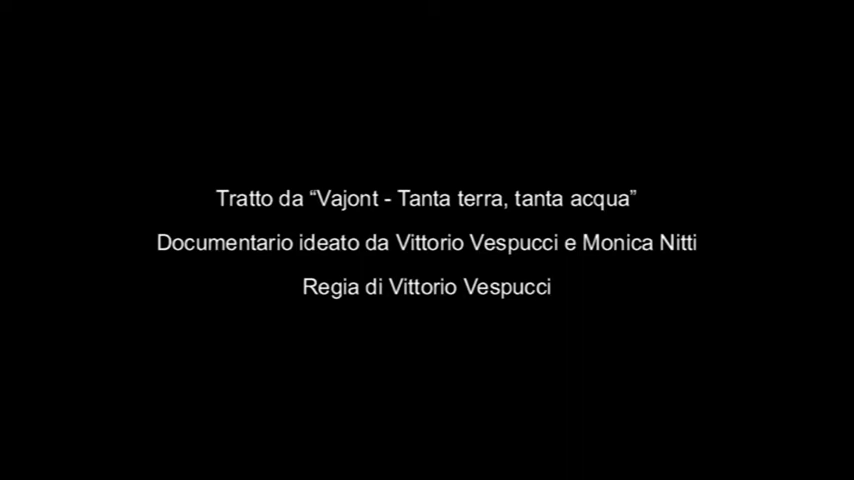 Tratto da “Vajont - Tanta terra, tanta acqua”
Documentario ideato da Vittorio Vespucci e Monica Nitti
Regia di Vittorio Vespucci